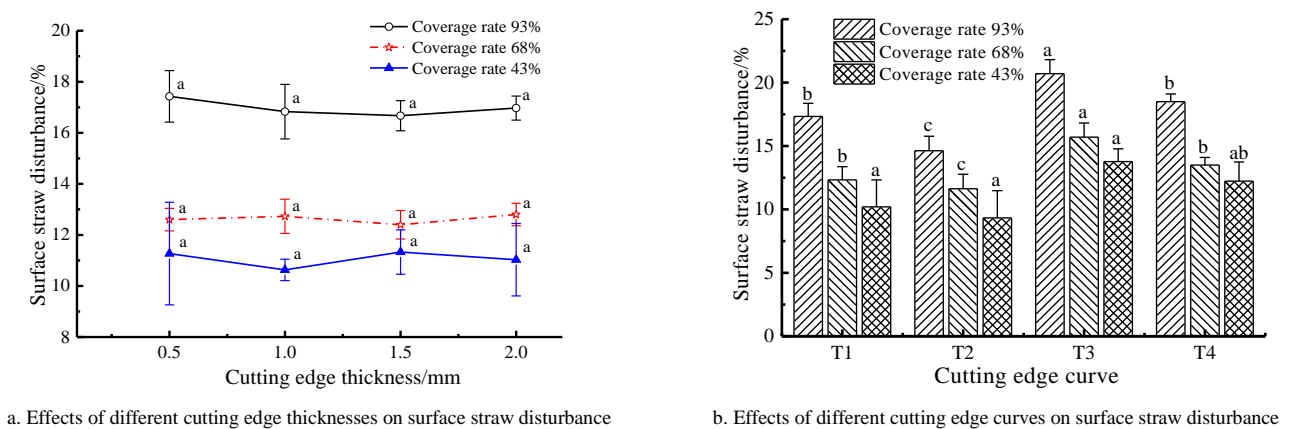 20
18
16
14
12
10
8
Surface straw disturbance/%
Coverage rate 93%
Coverage rate 68%
Coverage rate 43%
a a a a
a a a a
a a a a
0.5 1.0 1.5 2.0
Cutting edge thickness/mm
a. Effects of different cutting edge thicknesses on surface straw disturbance
25
20
15
10
5
0
Surface straw disturbance/%
Coverage rate 93%
Coverage rate 68%
Coverage rate 43%
b b a
c c a
a a a
b b ab
T1 T2 T3 T4
Cutting edge curve
b. Effects of different cutting edge curves on surface straw disturbance